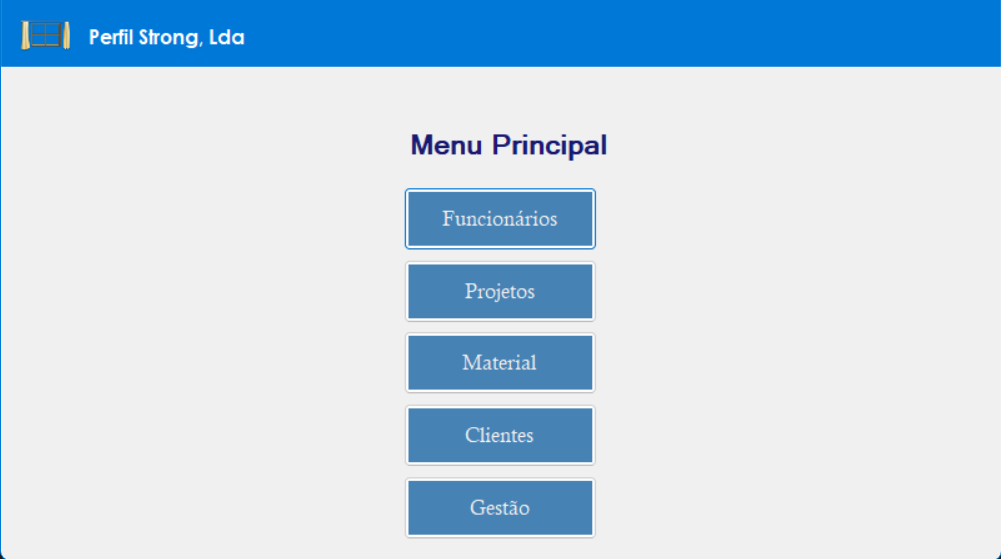 Perfil Strong, Lda
Menu Principal
Funcionários
Projetos
Material
Clientes
Gestão